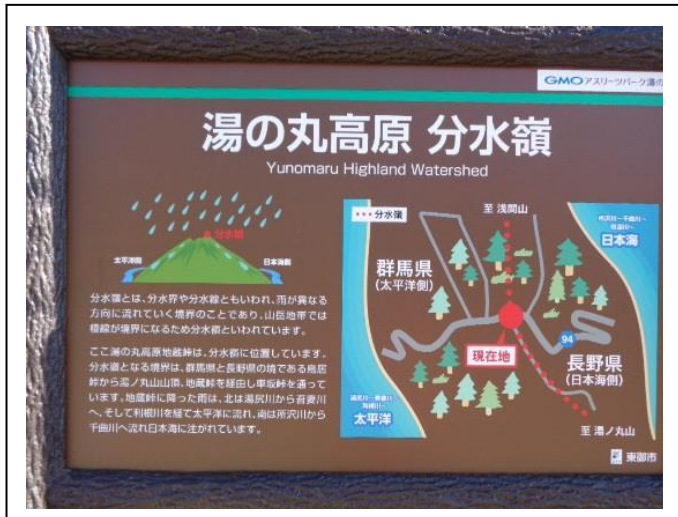 GMOアスリーツパーク湯の
湯の丸高原 分水嶺
Yunomaru Highland Watershed
分水嶺
太平洋側
日本海側
分水嶺とは、分水界や分水線ともいわれ、雨が異なる
方向に流れていく境界のことであり、山岳地帯では
稜線が境界になるため分水嶺といわれています。
ここ湯の丸高原地蔵峠は、分水嶺に位置しています。
分水嶺となる境界は、群馬県と長野県の境である鳥居
峠から湯ノ丸山山頂、地蔵峠を経由し車坂峠を通って
います。地蔵峠に降った雨は、北は湯尻川から吾妻川
へ、そして利根川を経て太平洋に流れ、南は所沢川から
千曲川へ流れ日本海に注がれています。
分水嶺
至 浅間山
群馬県
(太平洋側)
日本海
94
現在地
長野県
(日本海側)
太平洋
至 湯ノ丸山
東御市